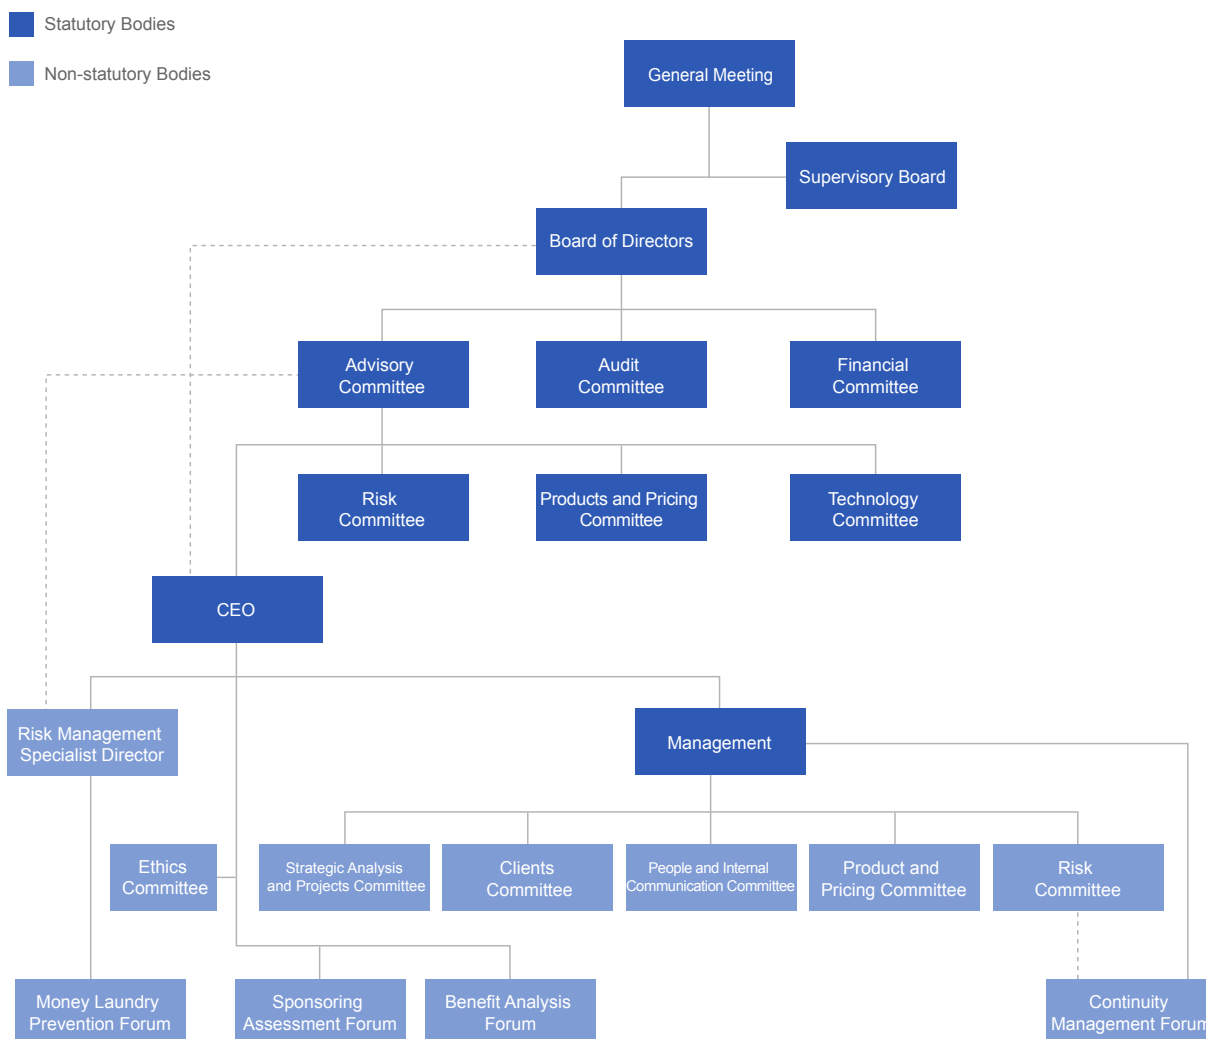 Statutory Bodies
Non-statutory Bodies
General Meeting
Supervisory Board
Board of Directors
Advisory
Committee
Audit
Committee
Financial
Committee
Risk
Committee
Products and Pricing
Committee
Technology
Committee
CEO
Risk Management
Specialist Director
Management
Ethics
Committee
Strategic Analysis
and Projects Committee
Clients
Committee
People and Internal
Communication Committee
Product and
Pricing Committee
Risk
Committee
Money Laundry
Prevention Forum
Sponsoring
Assessment Forum
Benefit Analysis
Forum
Continuity
Management Forum